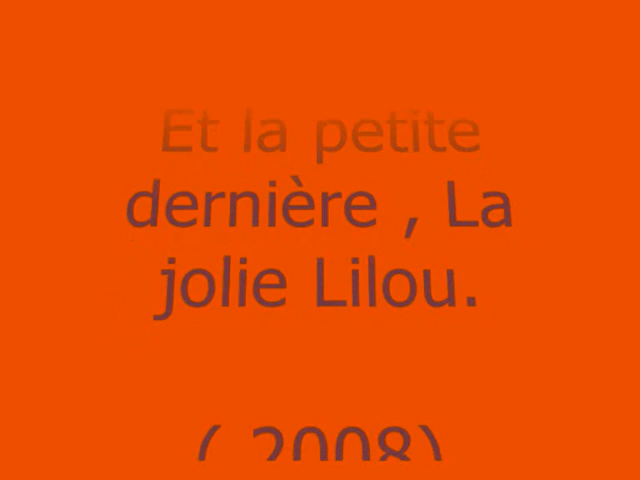 Et la petite
dernière , La
jolie Lilou.
( 2008)